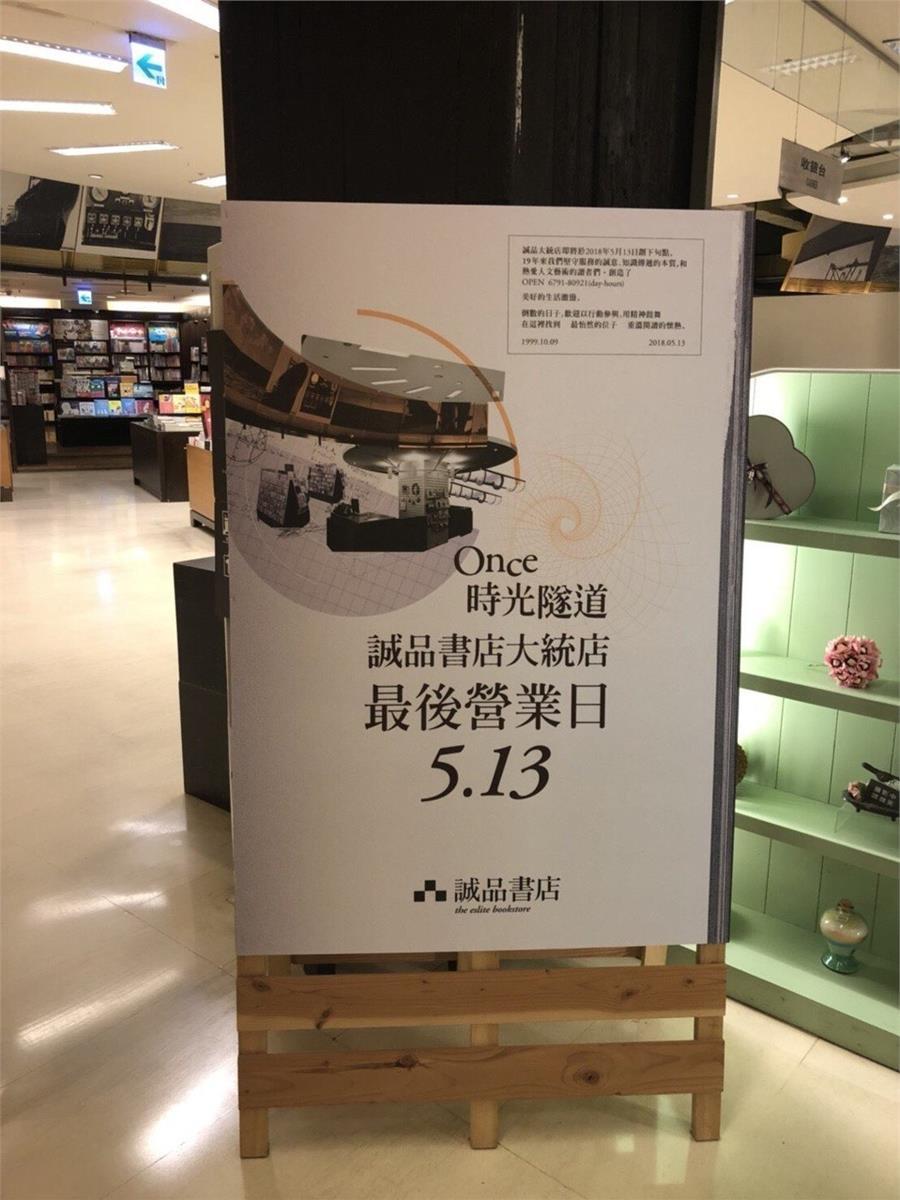 收銀台
CASHIER
誠品大統店即將於2018年5月13日劃下句點。
19年來我們堅守服務的誠意、知識傳遞的本質，和
熱愛人文藝術的讀者們，創造了
OPEN 6791-80921(day-hours)
美好的生活邂逅。
倒數的日子，歡迎以行動參與、用精神鼓舞
在這裡找到 最怡然的位子 重溫閱讀的懷熱。
1999.10.09 2018.05.13
Once
時光隧道
誠品書店大統店
最後營業日
5.13
誠品書店
the eslite bookstore